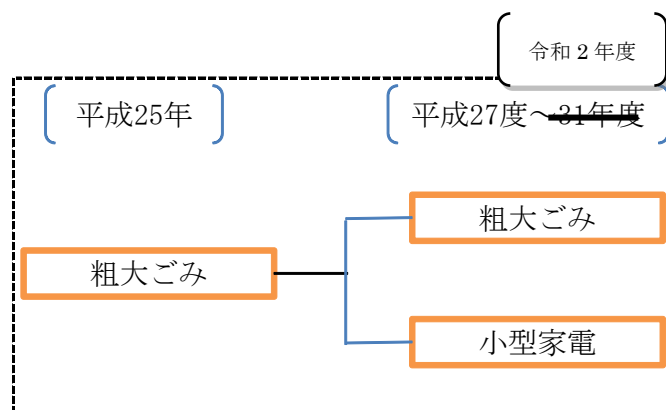 令和２年度
平成25年
平成27度～31年度
粗大ごみ
粗大ごみ
小型家電